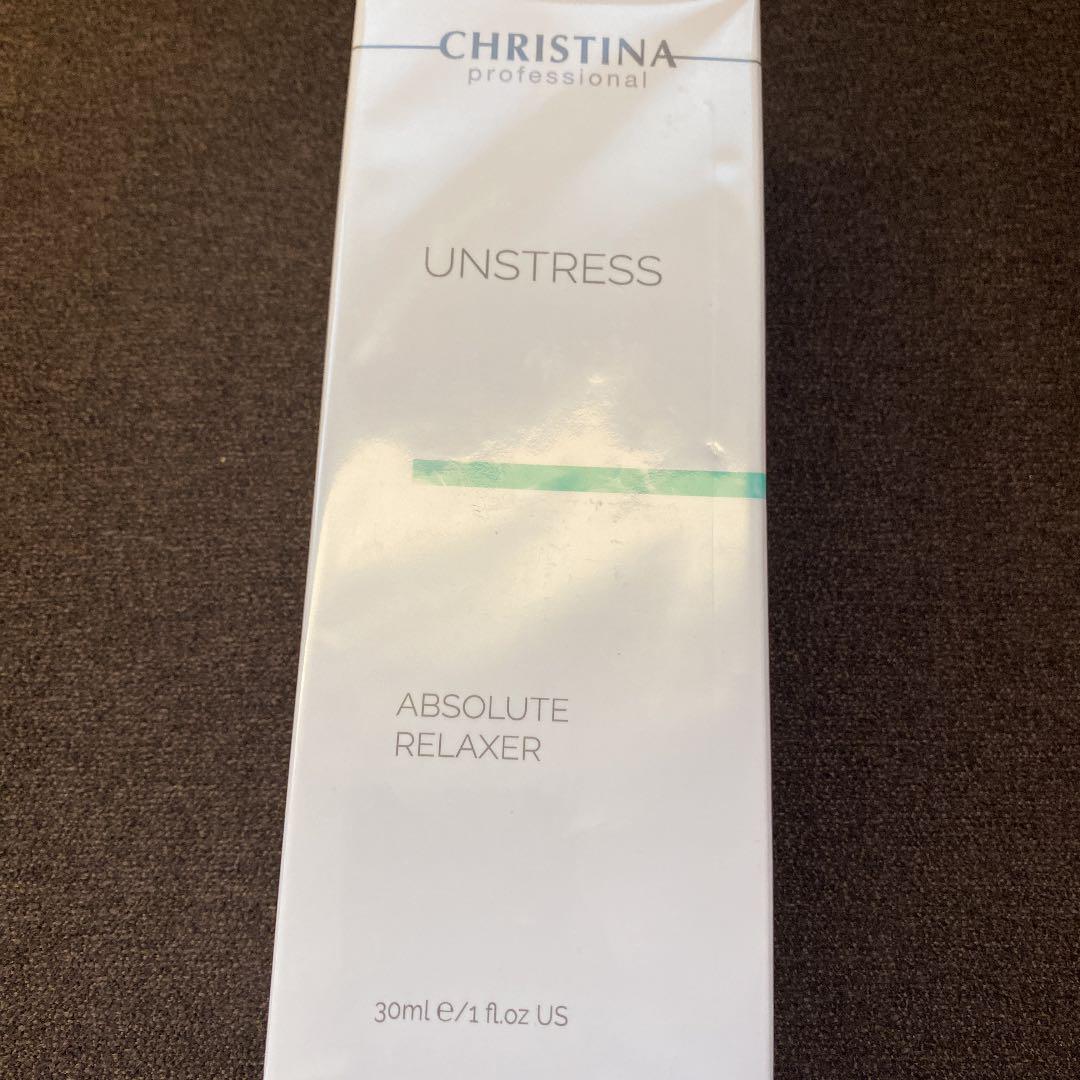 CHRISTINA
professional
UNSTRESS
ABSOLUTE
RELAXER
30ml ℮/1 fl.oz US